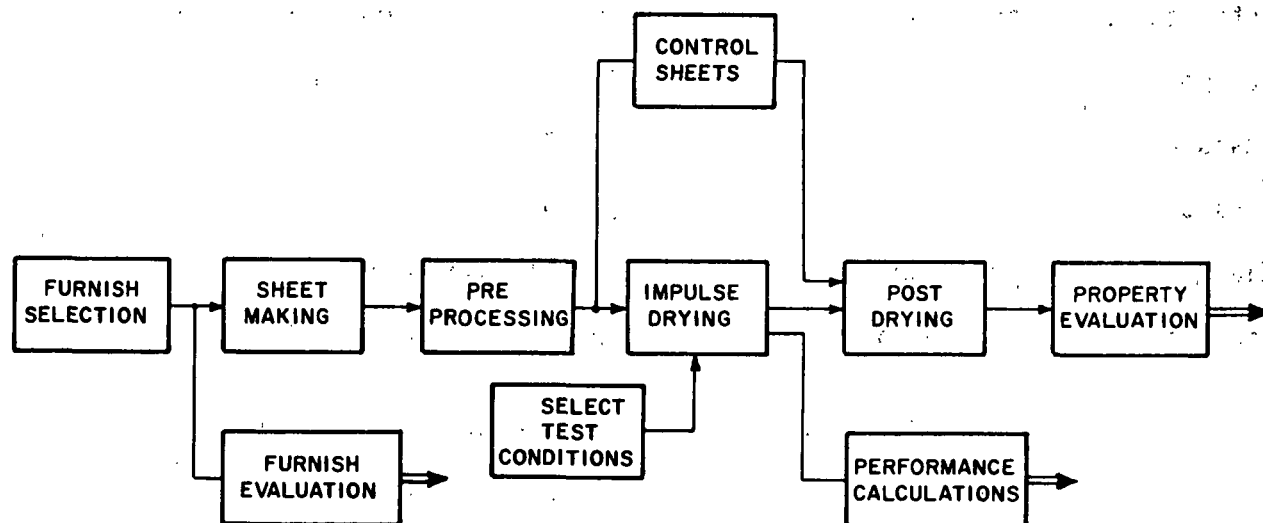 CONTROL
SHEETS
FURNISH
SELECTION
SHEET
MAKING
PRE
PROCESSING
IMPULSE
DRYING
POST
DRYING
PROPERTY
EVALUATION
SELECT
TEST
CONDITIONS
FURNISH
EVALUATION
PERFORMANCE
CALCULATIONS